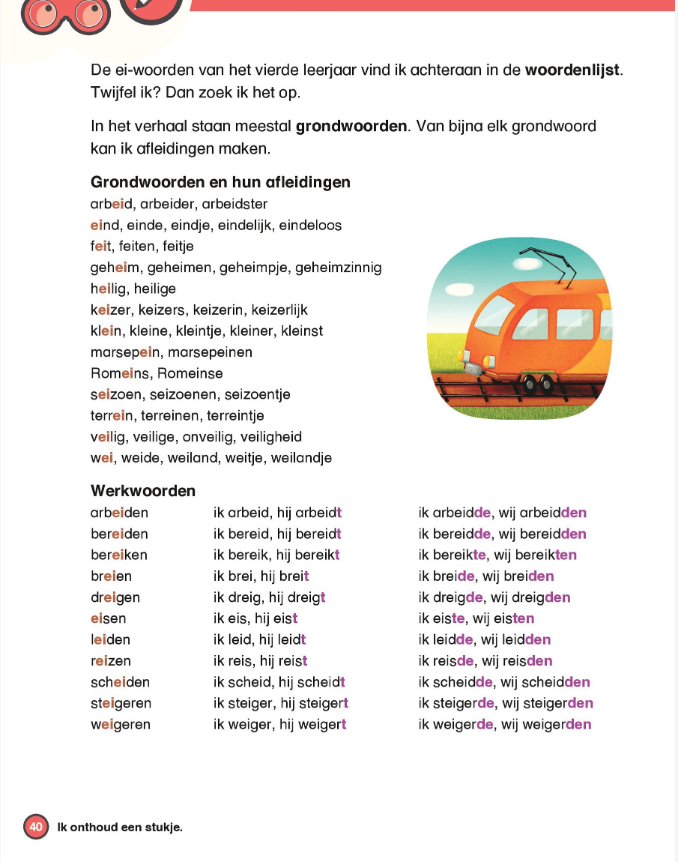 De ei-woorden van het vierde leerjaar vind ik achteraan in de woordenlijst.
Twijfel ik? Dan zoek ik het op.
In het verhaal staan meestal grondwoorden. Van bijna elk grondwoord
kan ik afleidingen maken.
Grondwoorden en hun afleidingen
arbeid, arbeider, arbeidster
eind, einde, eindje, eindelijk, eindeloos
feit, feiten, feitje
geheim, geheimen, geheimpje, geheimzinnig
heilig, heilige
keizer, keizers, keizerin, keizerlijk
klein, kleine, kleintje, kleiner, kleinst
marsepein, marsepeinen
Romeins, Romeinse
seizoen, seizoenen, seizoentje
terrein, terreinen, terreintje
veilig, veilige, onveilig, veiligheid
wei, weide, weiland, weitje, weilandje
Werkwoorden
arbeiden ik arbeid, hij arbeidt ik arbeidde, wij arbeidden
bereiden ik bereid, hij bereidt ik bereidde, wij bereidden
bereiken ik bereik, hij bereikt ik bereikte, wij bereikten
breien ik brei, hij breit ik breide, wij breiden
dreigen ik dreig, hij dreigt ik dreigde, wij dreigden
eisen ik eis, hij eist ik eiste, wij eisten
leiden ik leid, hij leidt ik leidde, wij leidden
reizen ik reis, hij reist ik reisde, wij reisden
scheiden ik scheid, hij scheidt ik scheidde, wij scheidden
steigeren ik steiger, hij steigert ik steigerde, wij steigerden
weigeren ik weiger, hij weigert ik weigerde, wij weigerden
40 Ik onthoud een stukje.